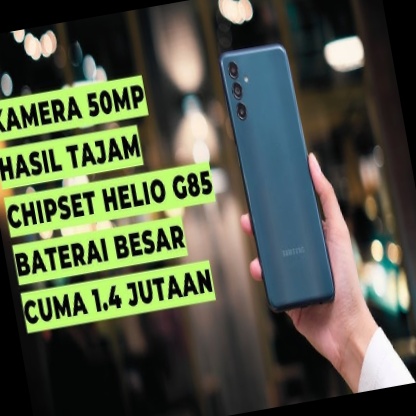 KAMERA 50MP
HASIL TAJAM
CHIPSET HELIO G85
BATERAI BESAR
CUMA 1.4 JUTAAN
SAMSUNG